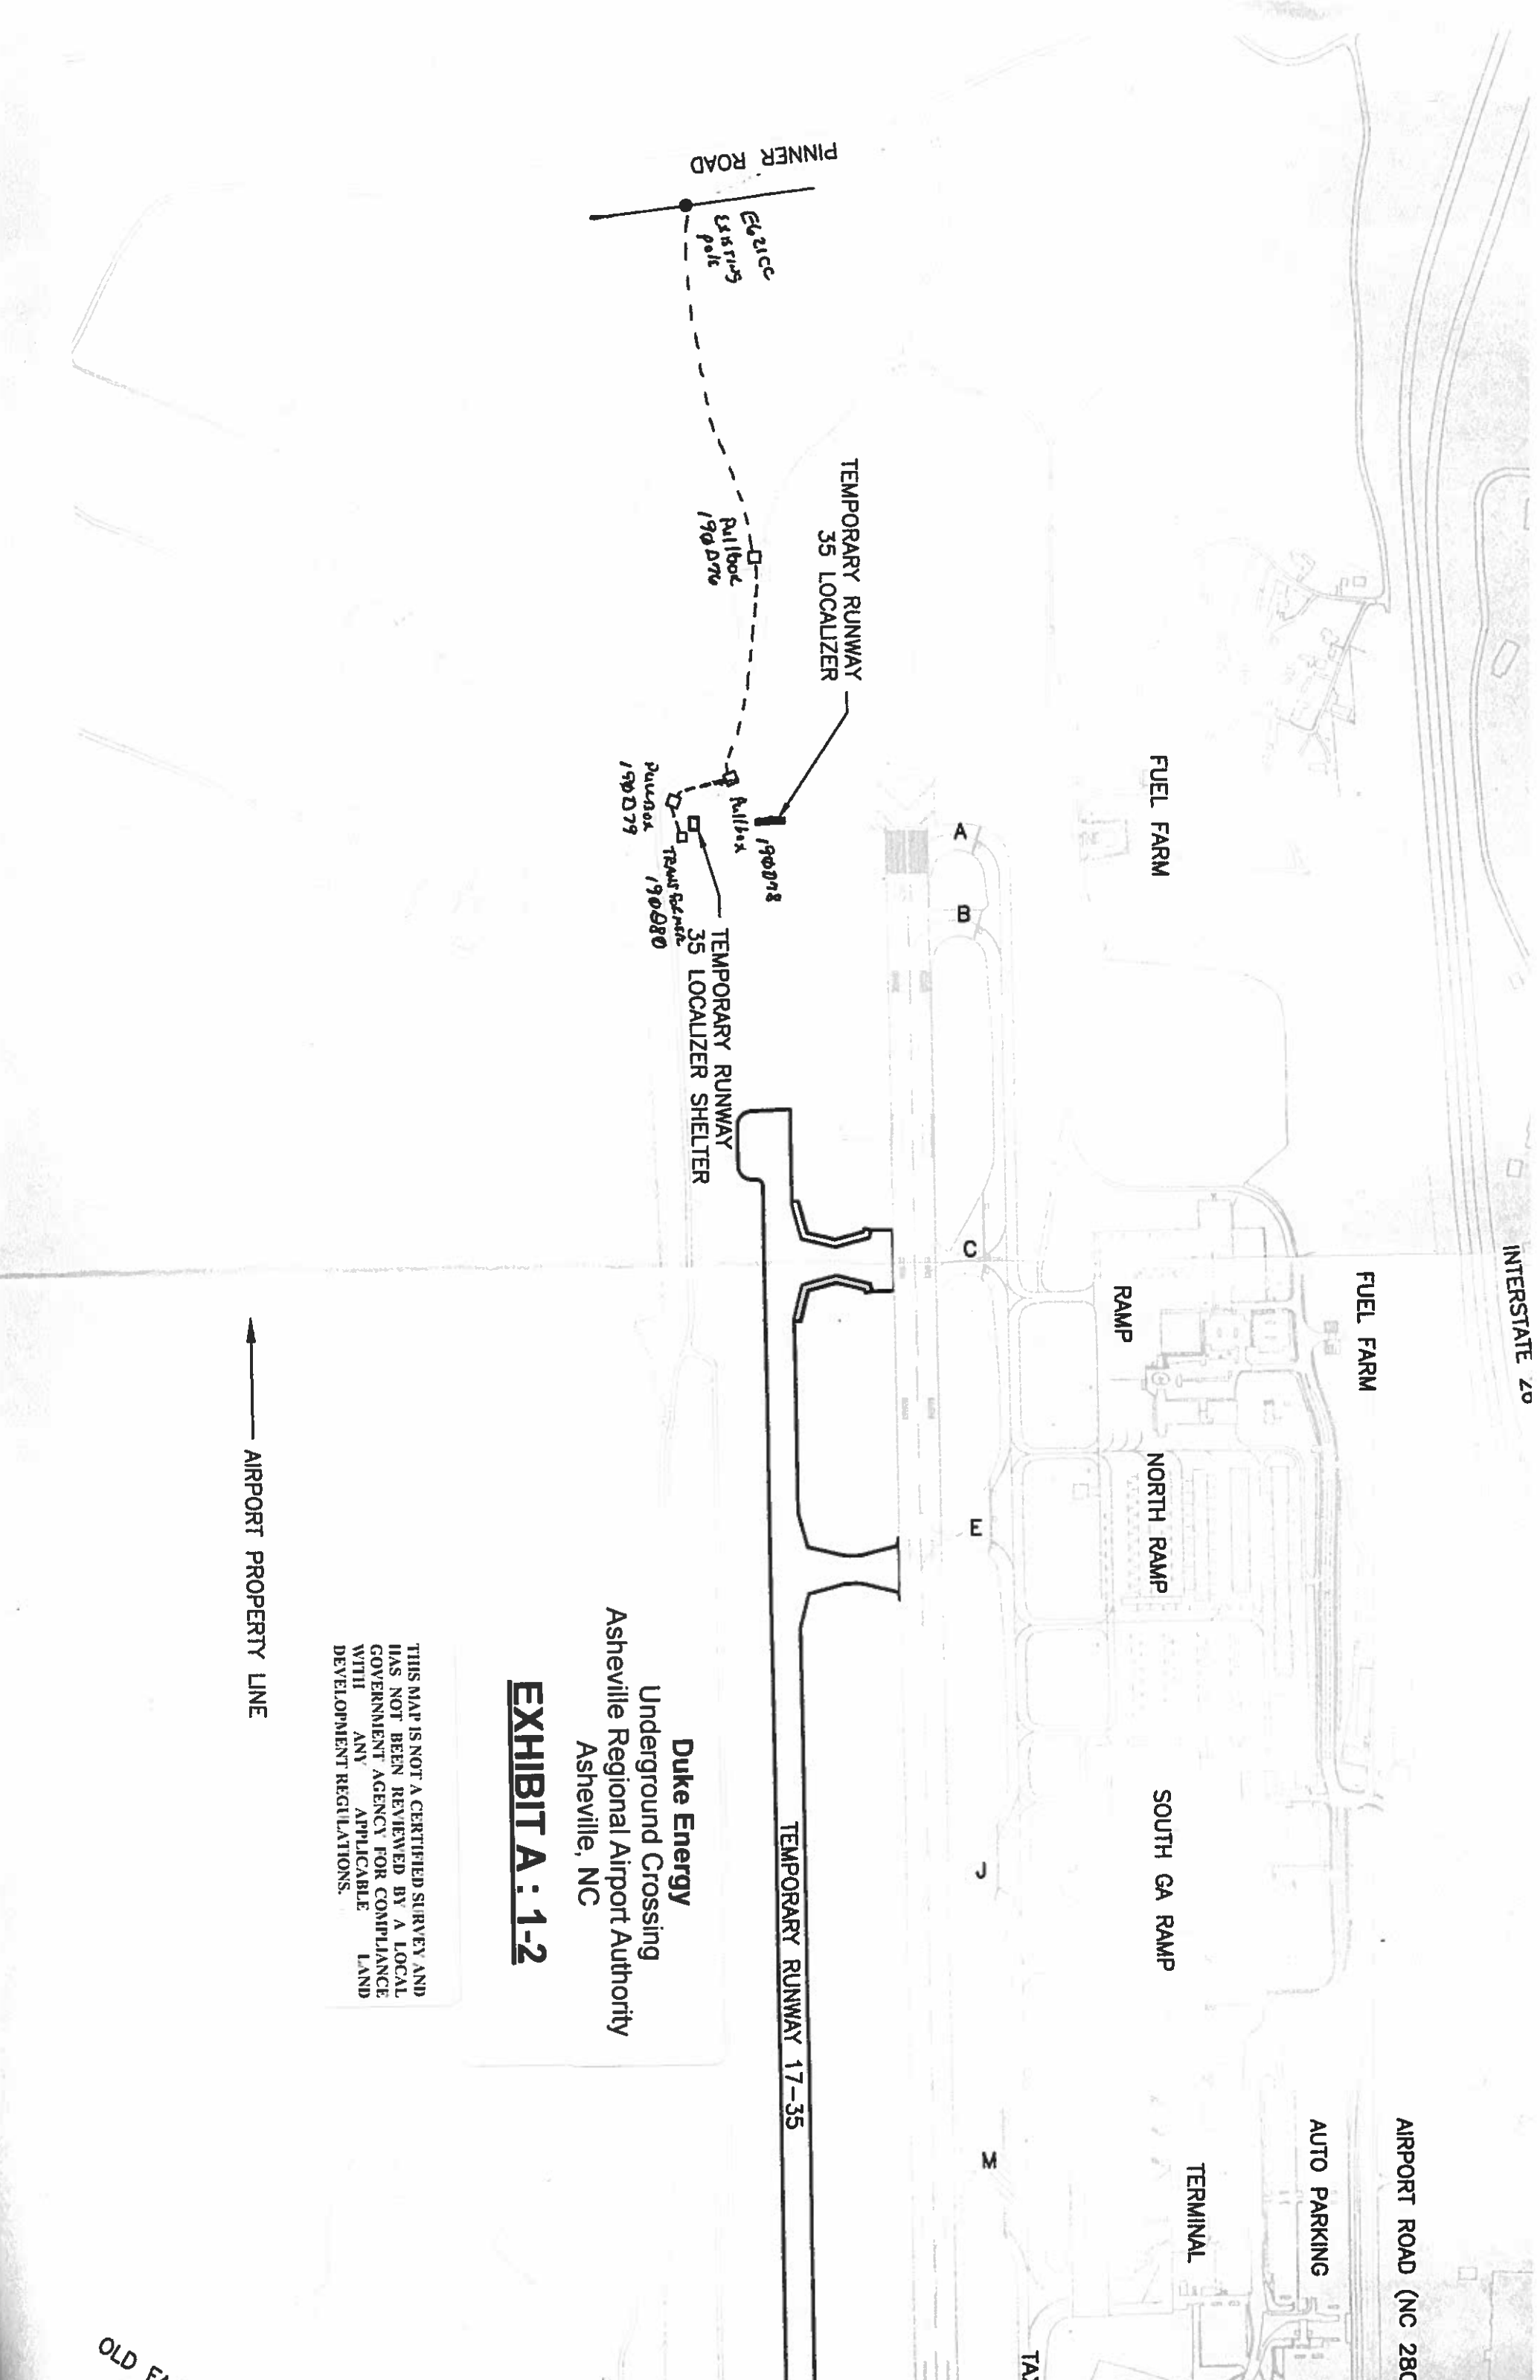 PINNER ROAD
E621CC
Existing
pole
TEMPORARY RUNWAY
35 LOCALIZER
Pullbox
FUEL FARM
Pullbox
190D78
Pullbox
190D79
TRANSFORMER
190D80
TEMPORARY RUNWAY
35 LOCALIZER SHELTER
A
B
C
E
J
M
RAMP
FUEL FARM
INTERSTATE
NORTH RAMP
SOUTH GA RAMP
AIRPORT PROPERTY LINE
Duke Energy
Underground Crossing
Asheville Regional Airport Authority
Asheville, NC
EXHIBIT A : 1-2
THIS MAP IS NOT A CERTIFIED SURVEY AND
HAS NOT BEEN REVIEWED BY A LOCAL
GOVERNMENT AGENCY FOR COMPLIANCE
WITH ANY APPLICABLE LAND
DEVELOPMENT REGULATIONS.
TEMPORARY RUNWAY 17-35
TERMINAL
AUTO PARKING
AIRPORT ROAD (NC 280
OLD